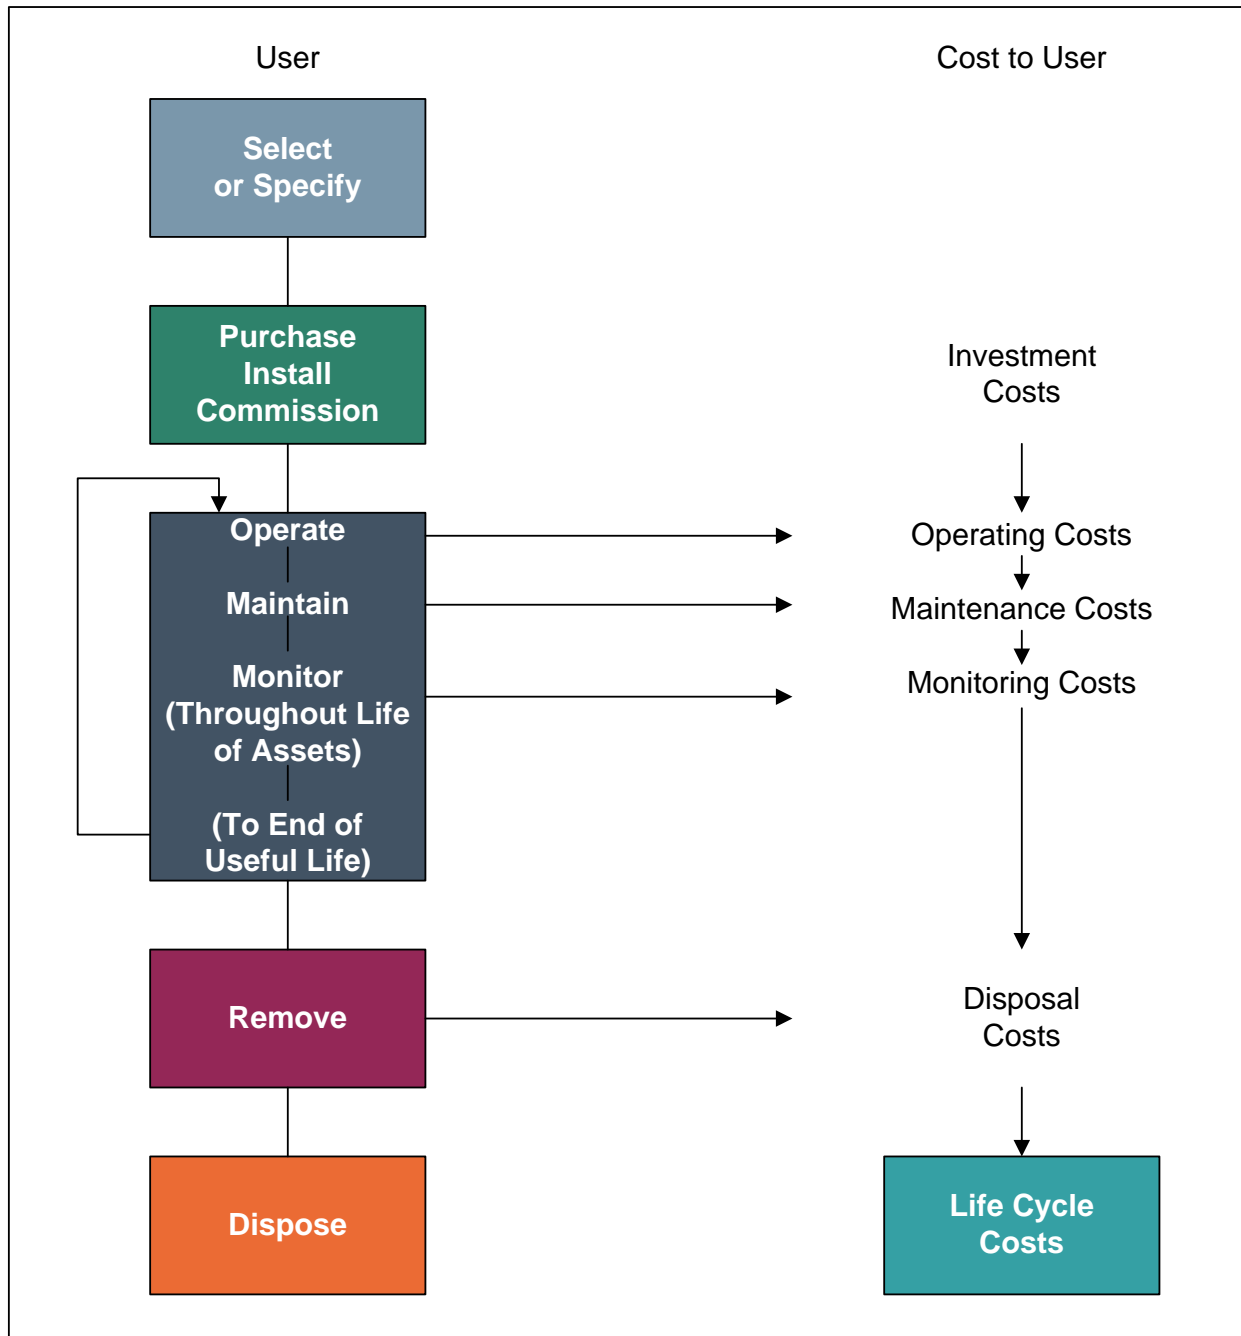 User
Cost to User
Select
or Specify
Purchase
Install
Commission
Investment
Costs
Operate
Operating Costs
Maintain
Maintenance Costs
Monitor
(Throughout Life
of Assets)
Monitoring Costs
(To End of
Useful Life)
Remove
Disposal
Costs
Dispose
Life Cycle
Costs